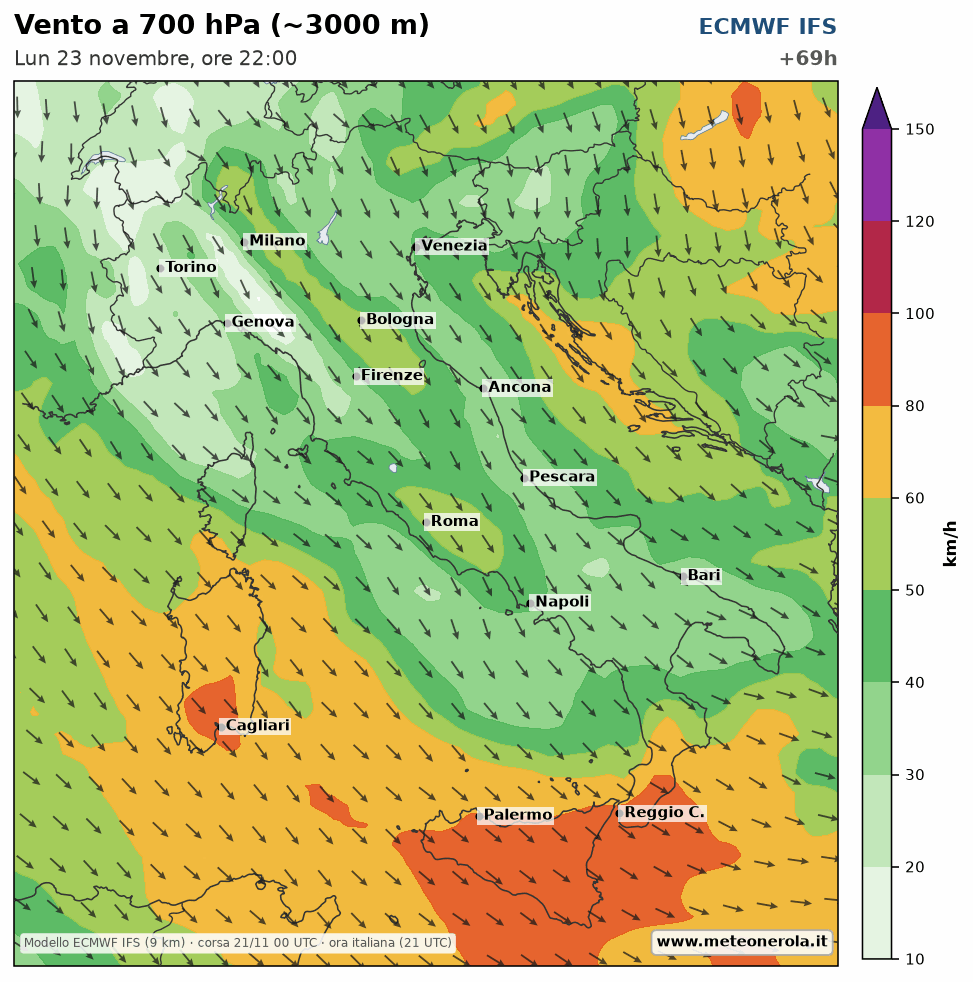 Vento a 700 hPa (~3000 m)
ECMWF IFS
Lun 23 novembre, ore 22:00
+69h
Milano
Venezia
Torino
Genova
Bologna
Firenze
Ancona
Pescara
Roma
Bari
Napoli
Cagliari
Palermo
Reggio C.
150
120
100
80
60
50
40
30
20
10
km/h
Modello ECMWF IFS (9 km) · corsa 21/11 00 UTC · ora italiana (21 UTC)
www.meteonerola.it